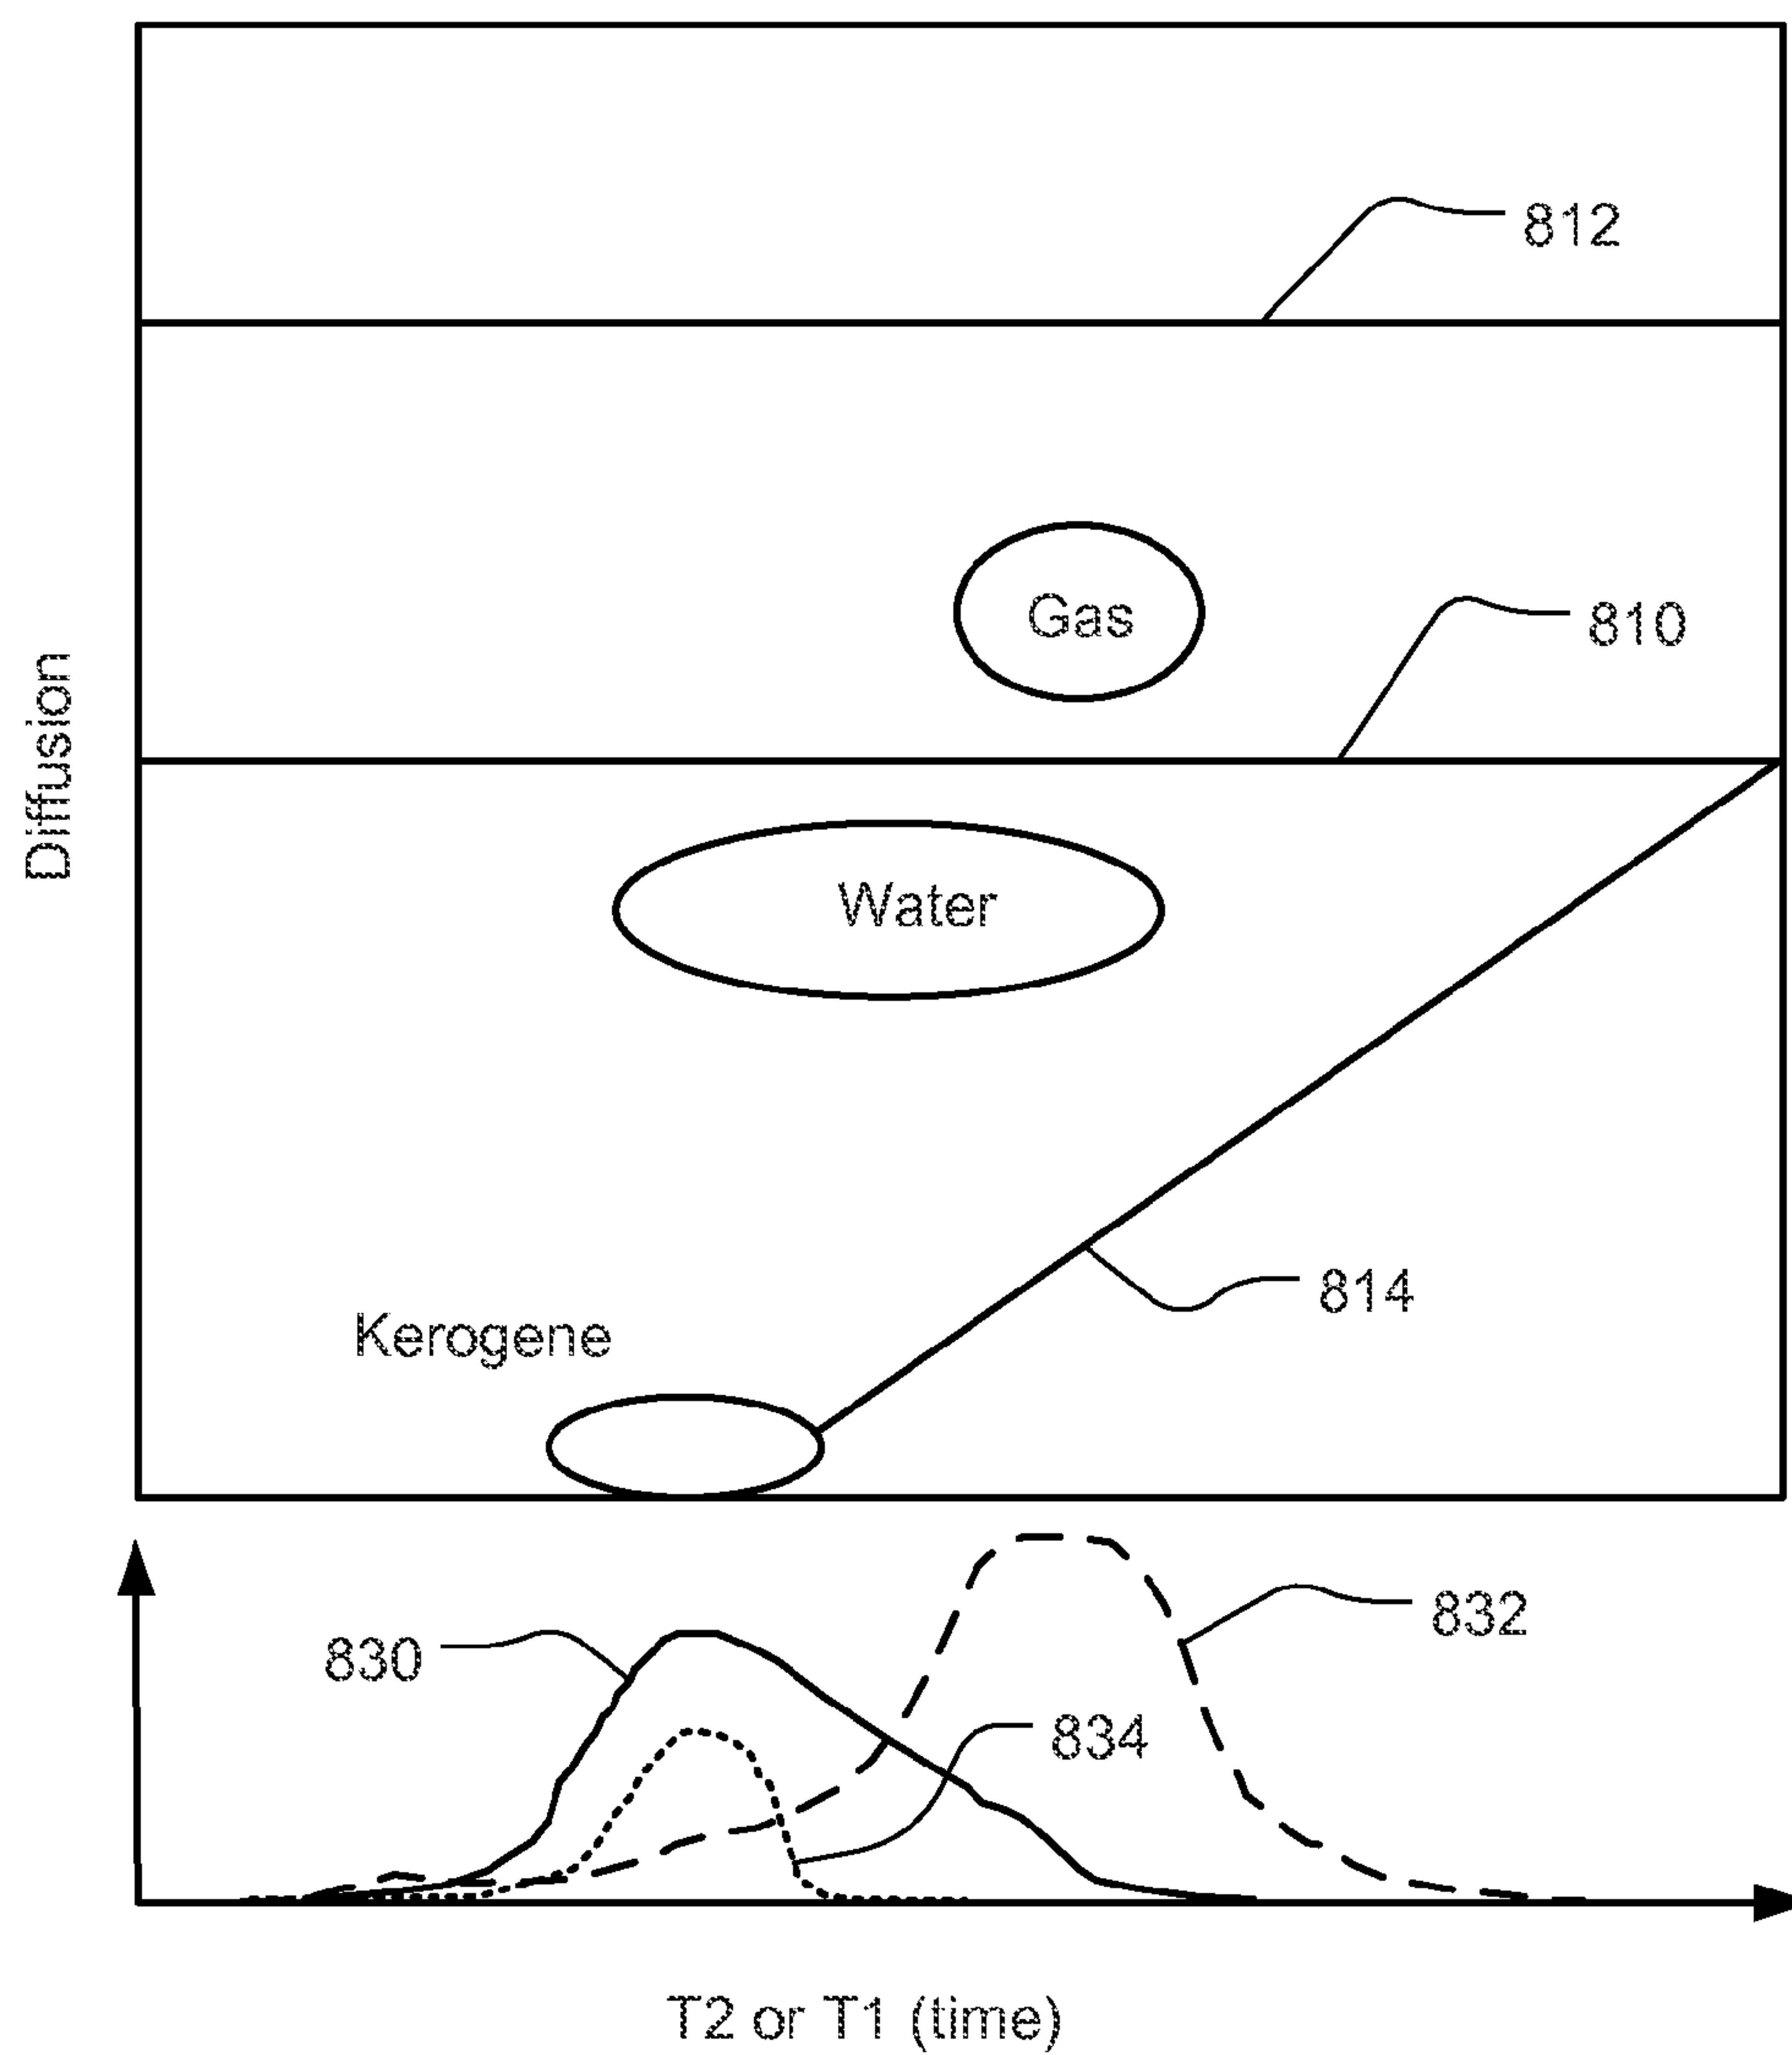 812
Gas
810
Diffusion
Water
814
Kerogene
832
830
834
T2 or T1 (time)